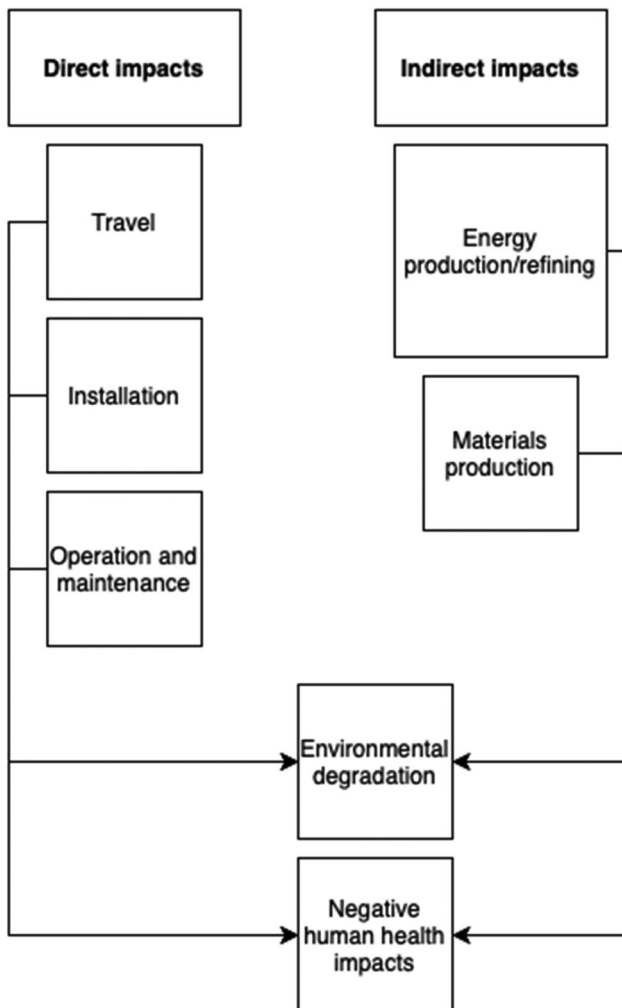 Direct impacts
Indirect impacts
Travel
Energy
production/refining
Installation
Materials
production
Operation and
maintenance
Environmental
degradation
Negative
human health
impacts